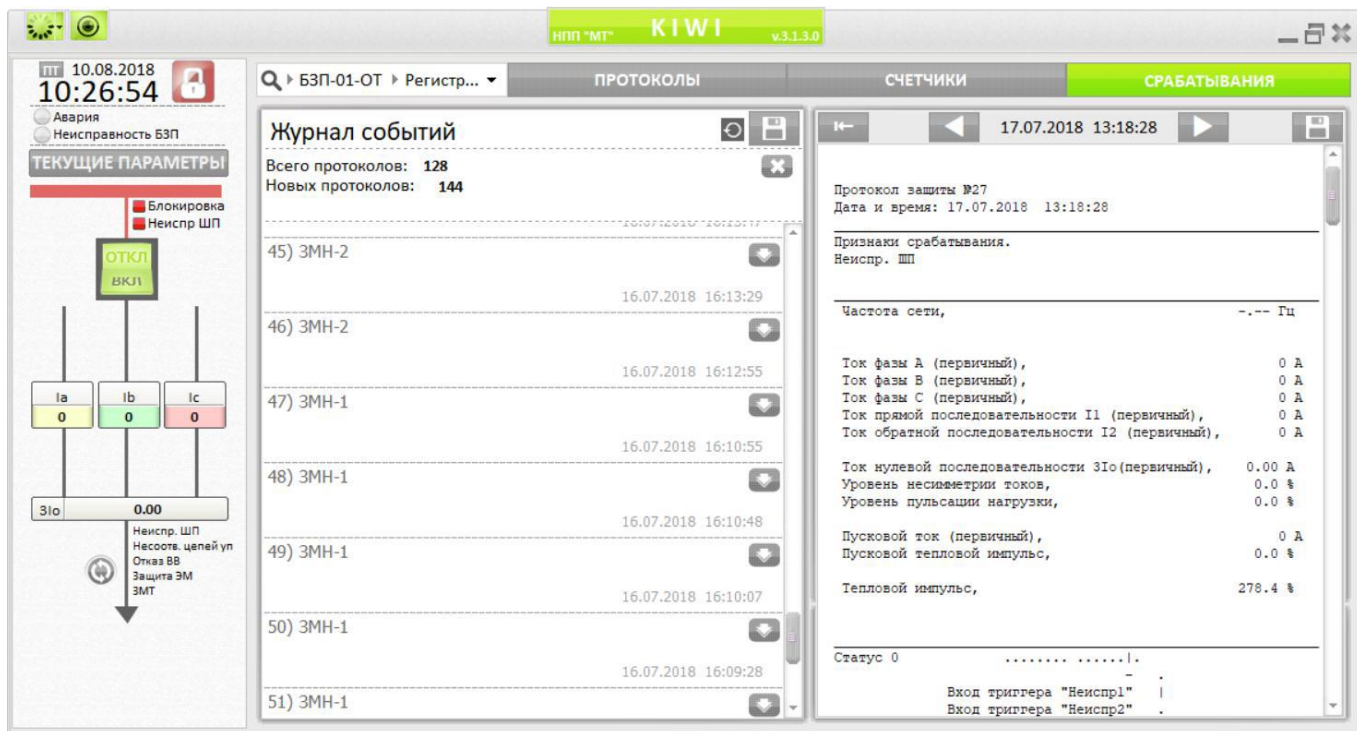 НПП "МТ" KIWI v.3.1.3.0
ПТ 10.08.2018
10:26:54
Авария
Неисправность БЗП
ТЕКУЩИЕ ПАРАМЕТРЫ
Блокировка
Неиспр ШП
ОТКЛ
ВКЛ
Ia Ib Ic
0 0 0
3Io 0.00
Неиспр. ШП
Несоотв. цепей уп
Отказ ВВ
Защита ЭМ
ЗМТ
БЗП-01-ОТ Регистр...
ПРОТОКОЛЫ СЧЕТЧИКИ СРАБАТЫВАНИЯ
Журнал событий
Всего протоколов: 128
Новых протоколов: 144
45) ЗМН-2
16.07.2018 16:13:29
46) ЗМН-2
16.07.2018 16:12:55
47) ЗМН-1
16.07.2018 16:10:55
48) ЗМН-1
16.07.2018 16:10:48
49) ЗМН-1
16.07.2018 16:10:07
50) ЗМН-1
16.07.2018 16:09:28
51) ЗМН-1
17.07.2018 13:18:28
Протокол защиты №27
Дата и время: 17.07.2018 13:18:28
Признаки срабатывания.
Неиспр. ШП
Частота сети, -.-- Гц
Ток фазы A (первичный), 0 A
Ток фазы B (первичный), 0 A
Ток фазы C (первичный), 0 A
Ток прямой последовательности I1 (первичный), 0 A
Ток обратной последовательности I2 (первичный), 0 A
Ток нулевой последовательности 3Io(первичный), 0.00 A
Уровень несимметрии токов, 0.0 %
Уровень пульсации нагрузки, 0.0 %
Пусковой ток (первичный), 0 A
Пусковой тепловой импульс, 0.0 %
Тепловой импульс, 278.4 %
Статус 0 ........ ......|.
Вход триггера "Неиспр1" |
Вход триггера "Неиспр2" .